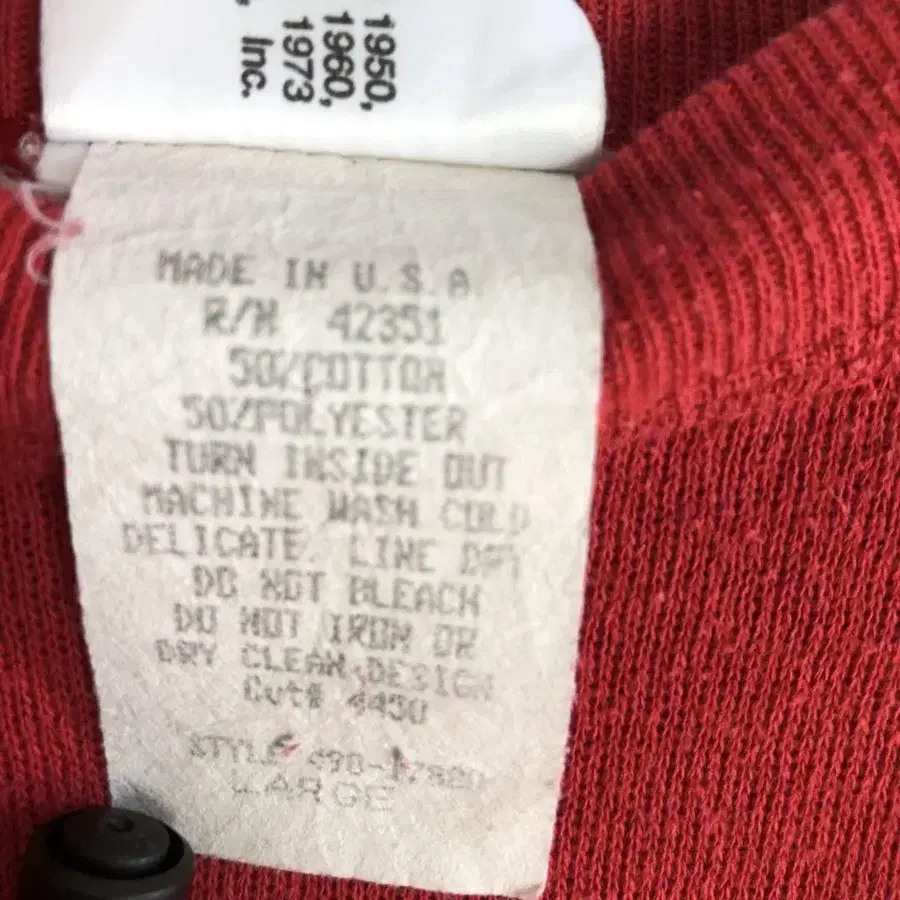 1950,
1960,
1973
Inc.
MADE IN U.S.A
R/N 42351
50%COTTON
50%POLYESTER
TURN INSIDE OUT
MACHINE WASH COLD
DELICATE. LINE DRY
DO NOT BLEACH
DO NOT IRON OR
DRY CLEAN DESIGN
Cut# 4450
STYLE
LARGE